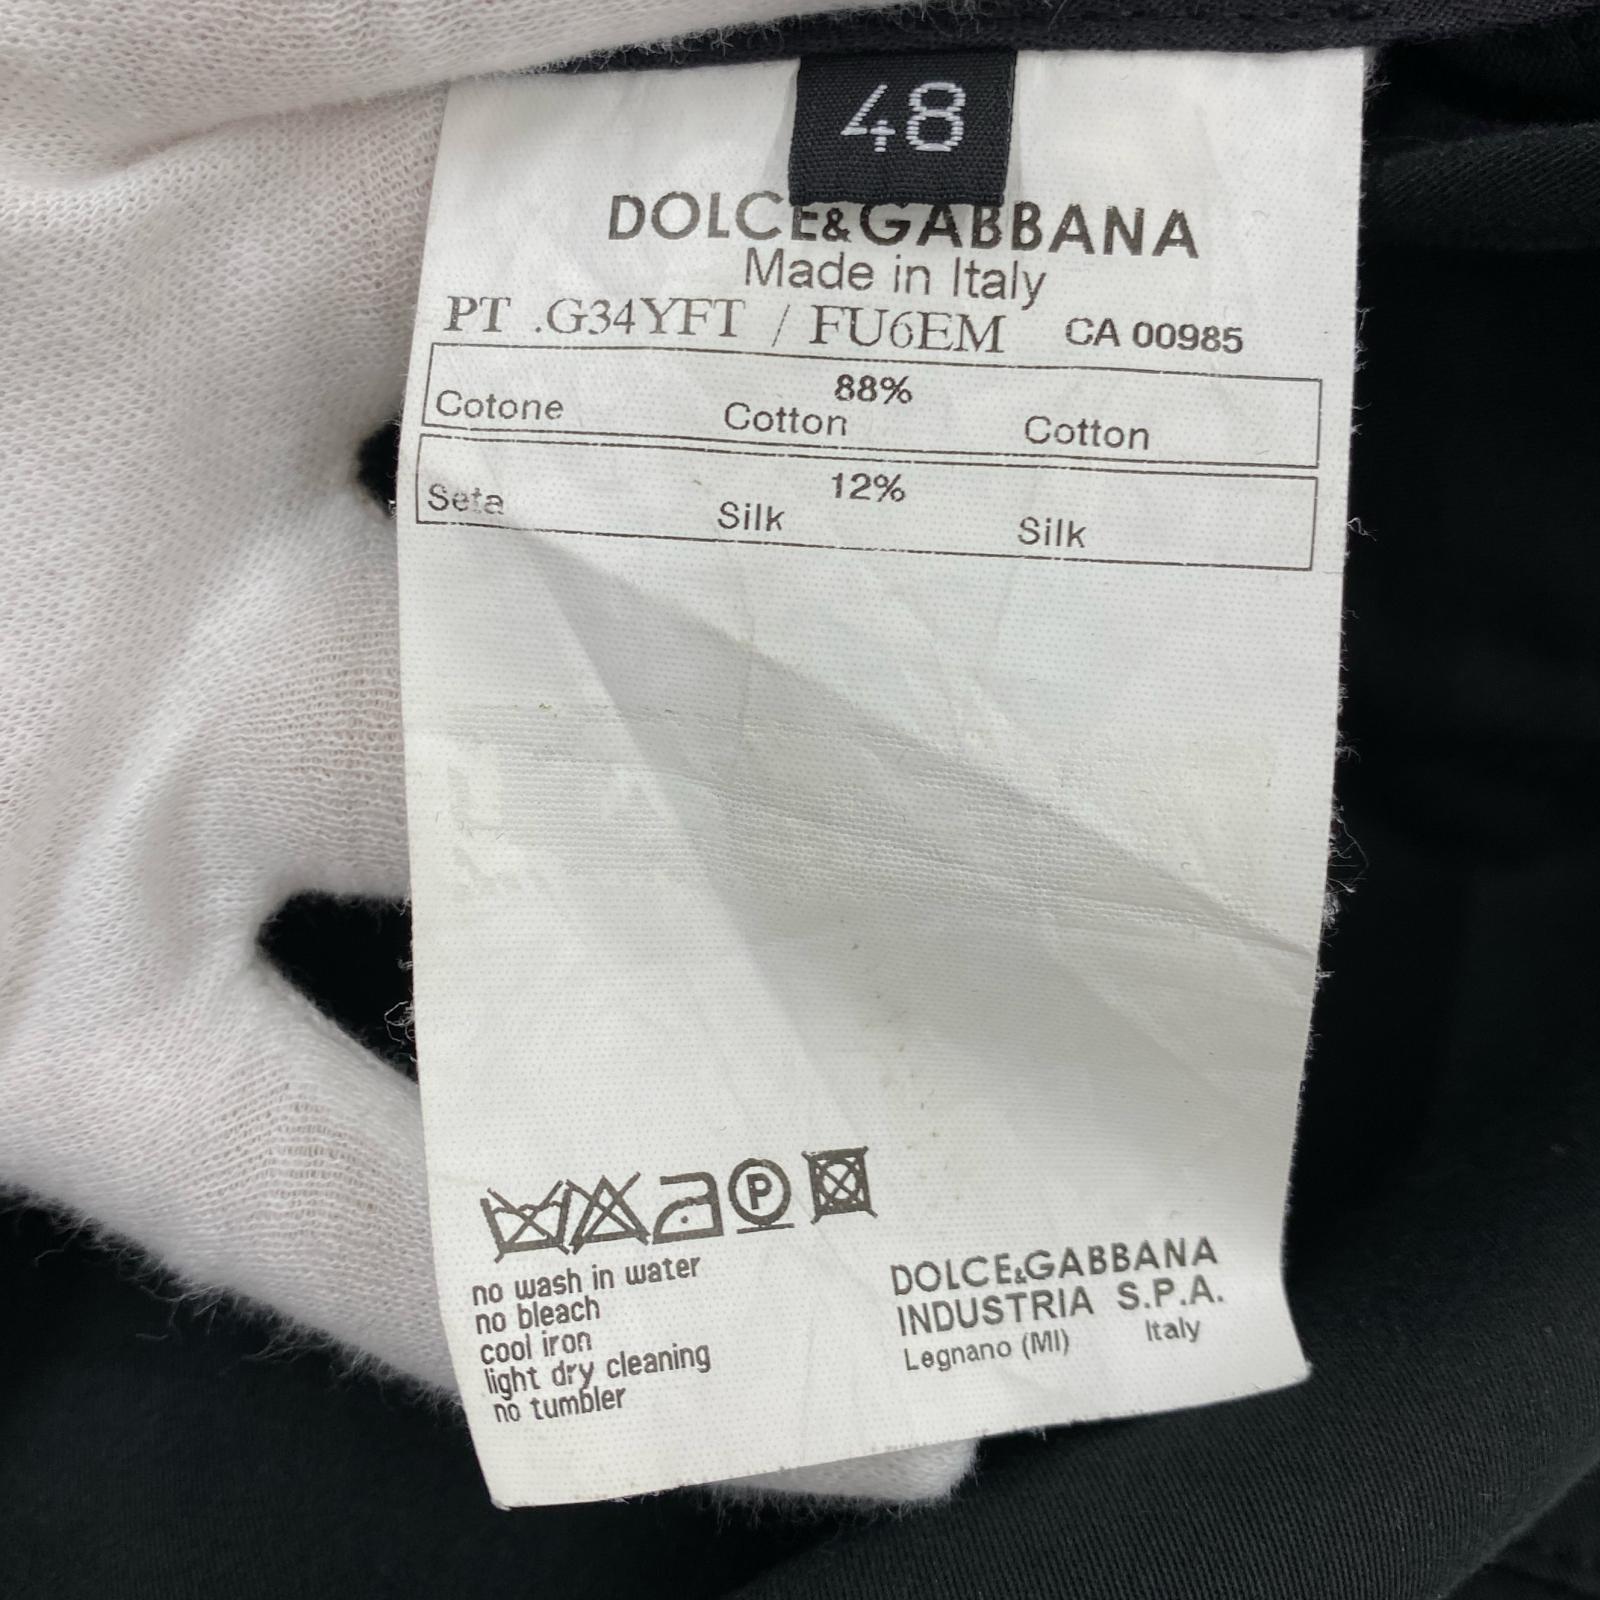 48
DOLCE&GABBANA
Made in Italy
PT .G34YFT / FU6EM CA 00985
88%
Cotone Cotton Cotton
12%
Seta Silk Silk
P
no wash in water
no bleach
cool iron
light dry cleaning
no tumbler
DOLCE&GABBANA
INDUSTRIA S.P.A.
Legnano (MI) Italy